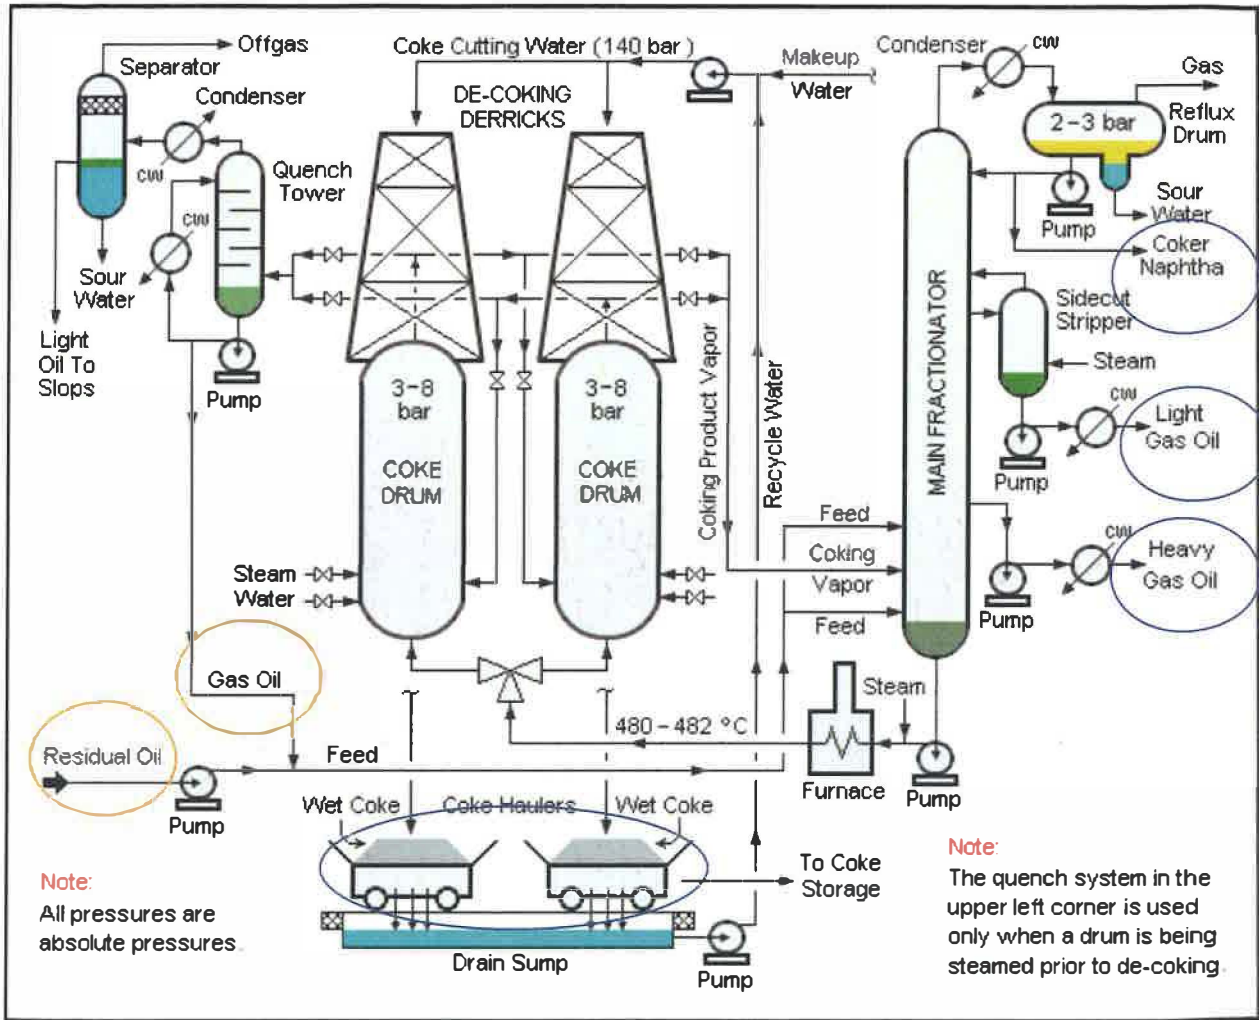 Offgas
Separator
Condenser
CW
Quench
Tower
CW
Sour
Water
Light
Oil To
Slops
Pump
Coke Cutting Water (140 bar )
DE-COKING
DERRICKS
Makeup
Water
Condenser
CW
Gas
Reflux
Drum
2-3 bar
Pump
Sour
Water
Coker
Naphtha
Sidecut
Stripper
Steam
CW
Light
Gas Oil
Pump
CW
Heavy
Gas Oil
Pump
MAIN FRACTIONATOR
3-8
bar
COKE
DRUM
3-8
bar
COKE
DRUM
Coking Product Vapor
Recycle Water
Feed
Coking
Vapor
Feed
Steam
Water
Gas Oil
Residual Oil
Pump
Feed
480 - 482 °C
Steam
Furnace
Pump
Wet Coke
Coke Haulers
Wet Coke
To Coke
Storage
Drain Sump
Pump
Note:
All pressures are
absolute pressures.
Note:
The quench system in the
upper left corner is used
only when a drum is being
steamed prior to de-coking.